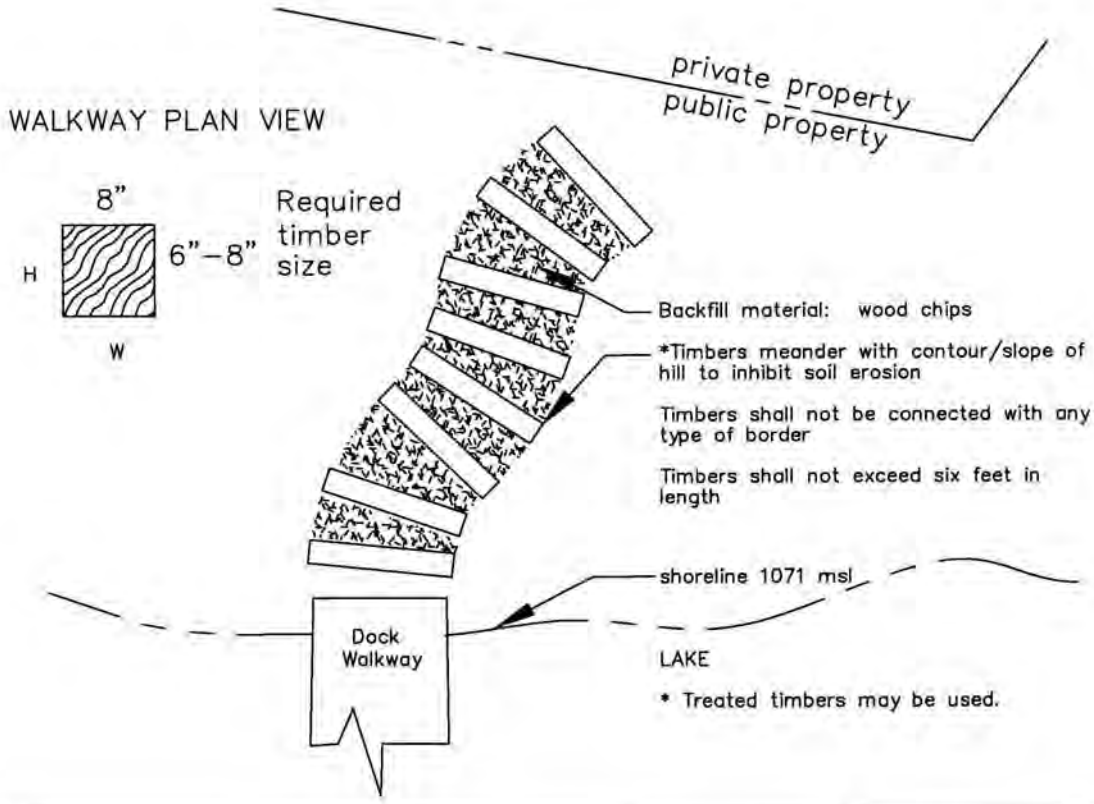 private property
public property
WALKWAY PLAN VIEW
8"
Required
timber
size
6"-8"
H
W
Backfill material: wood chips
*Timbers meander with contour/slope of
hill to inhibit soil erosion
Timbers shall not be connected with any
type of border
Timbers shall not exceed six feet in
length
shoreline 1071 msl
Dock
Walkway
LAKE
* Treated timbers may be used.